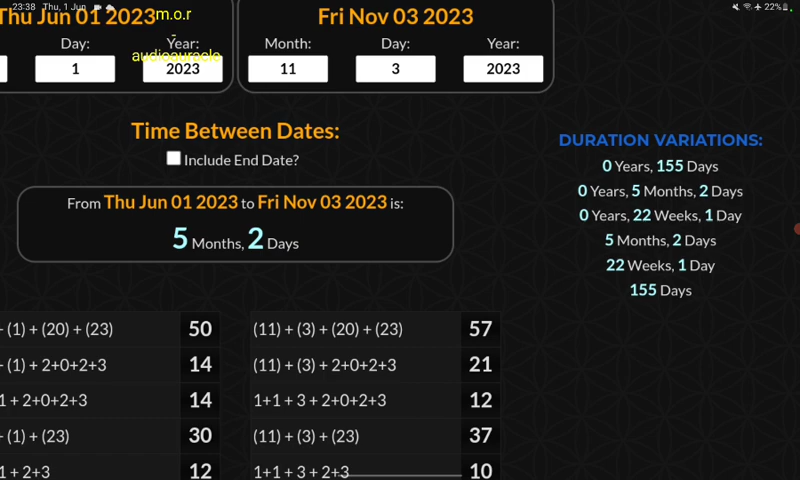 23:38 Thu, 1 Jun 22%
Thu Jun 01 2023
m.o.r
-
audioouracle
Day: Year:
1 2023
Fri Nov 03 2023
Month: Day: Year:
11 3 2023
Time Between Dates:
Include End Date?
From Thu Jun 01 2023 to Fri Nov 03 2023 is:
5 Months, 2 Days
DURATION VARIATIONS:
0 Years, 155 Days
0 Years, 5 Months, 2 Days
0 Years, 22 Weeks, 1 Day
5 Months, 2 Days
22 Weeks, 1 Day
155 Days
+ (1) + (20) + (23) 50
+ (1) + 2+0+2+3 14
1 + 2+0+2+3 14
+ (1) + (23) 30
1 + 2+3 12
(11) + (3) + (20) + (23) 57
(11) + (3) + 2+0+2+3 21
1+1 + 3 + 2+0+2+3 12
(11) + (3) + (23) 37
1+1 + 3 + 2+3 10